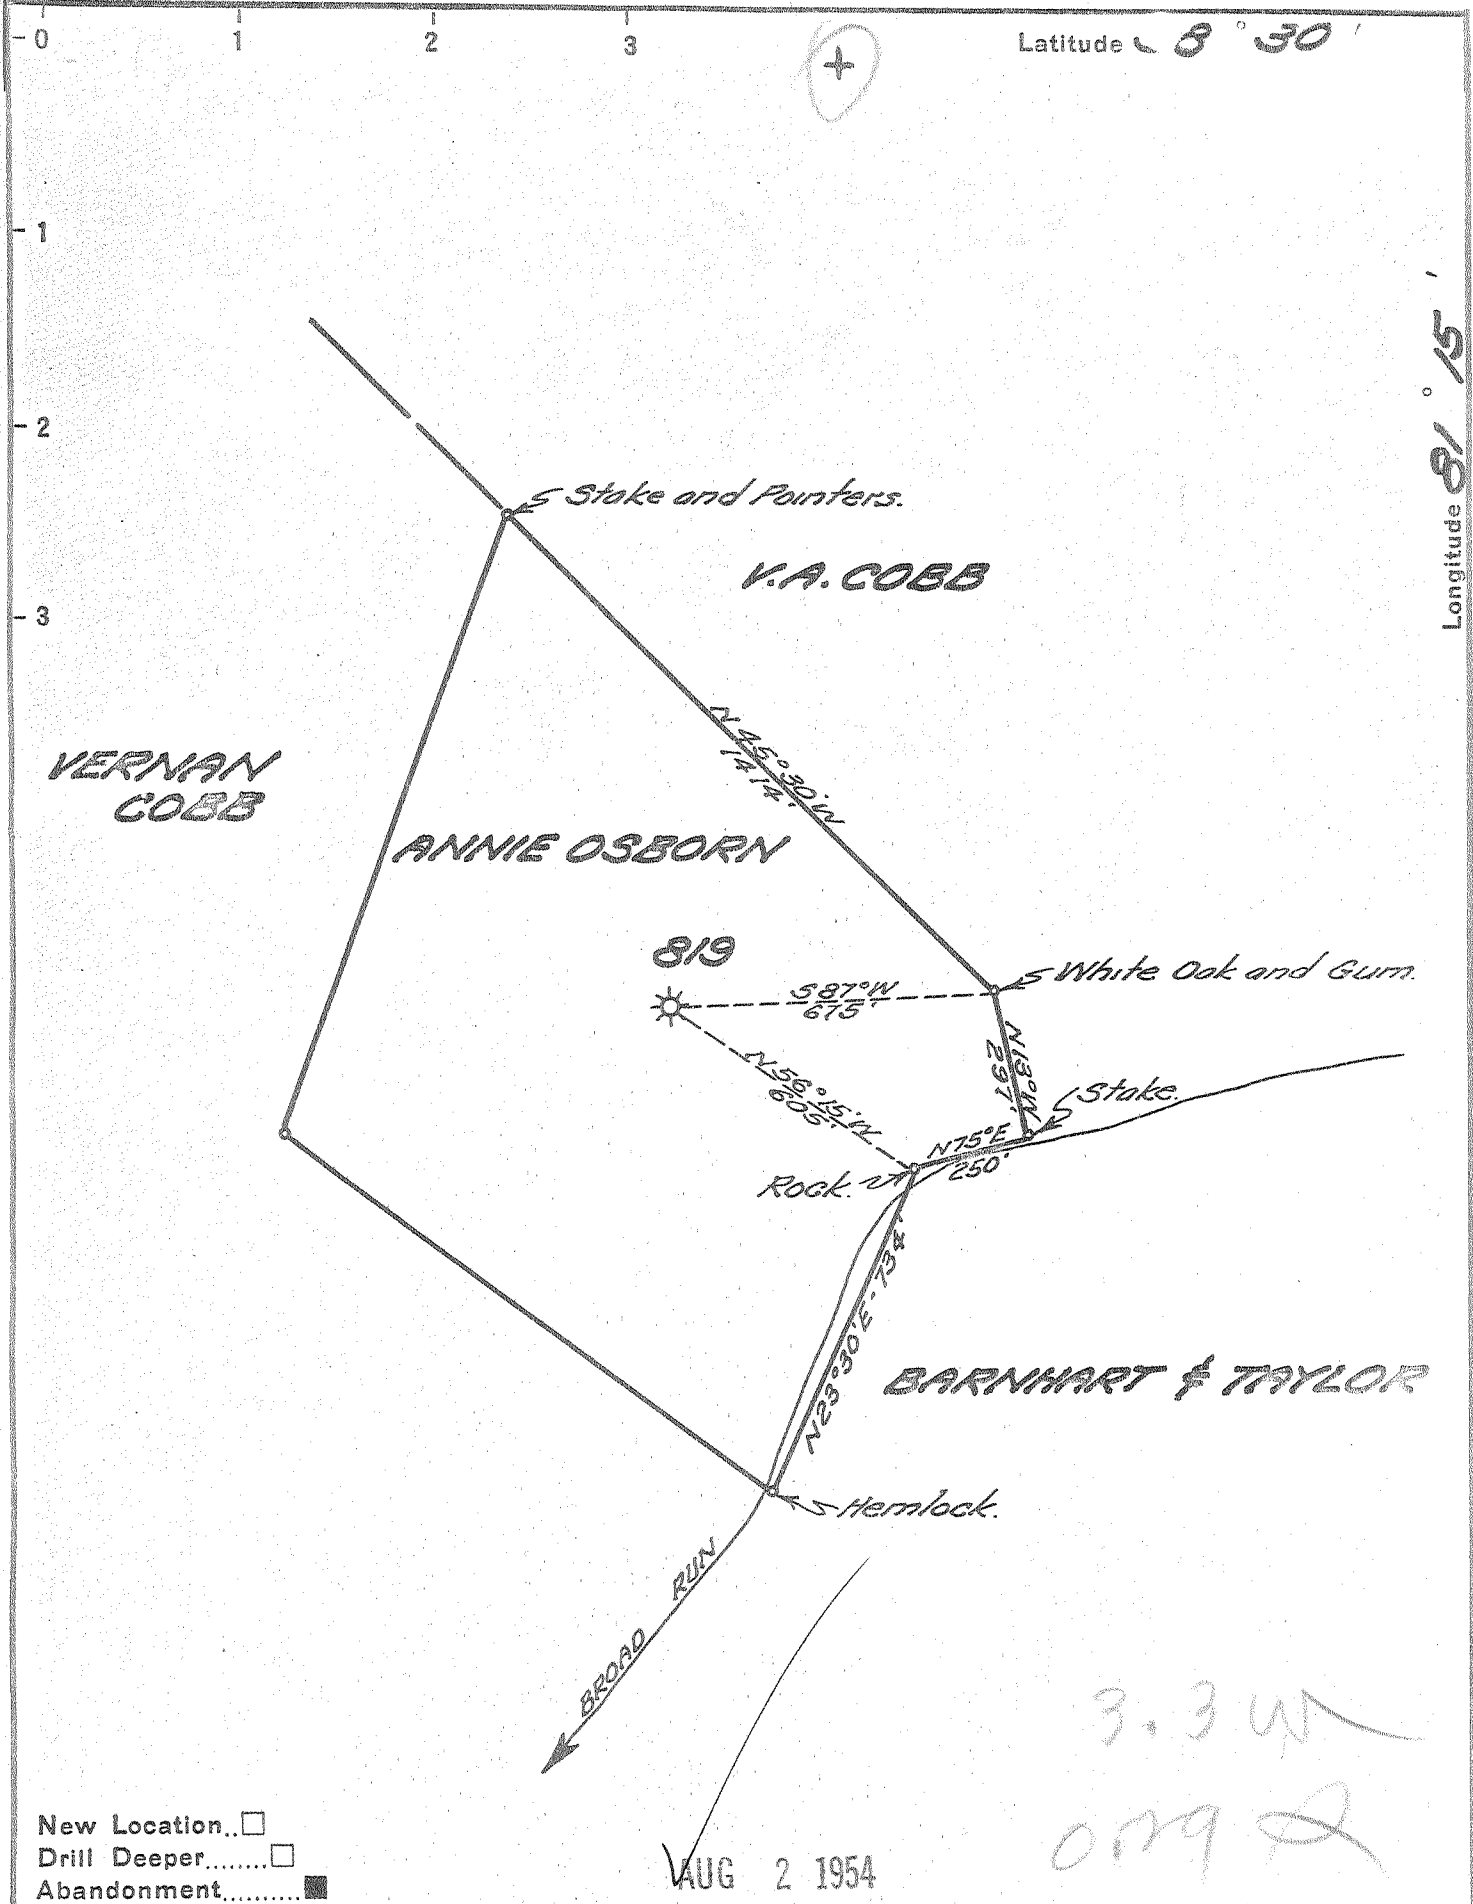 0 1 2 3 Latitude 8 ° 30 '
+
1
2
3
Longitude 81 ° 15 '
Stake and Pointers.
V.A. COBB
N 45° 30' W
1414'
VERNAN
COBB
ANNIE OSBORN
819
S 87° W
675'
White Oak and Gum.
N 13° W
297'
N 56° 15' W
605'
Stake.
N 75° E
250'
Rock.
N 23° 30' E - 734'
BARNHART & TAYLOR
Hemlock.
BROAD RUN
3.3 W
New Location..
Drill Deeper........
Abandonment..........
AUG 2 1954